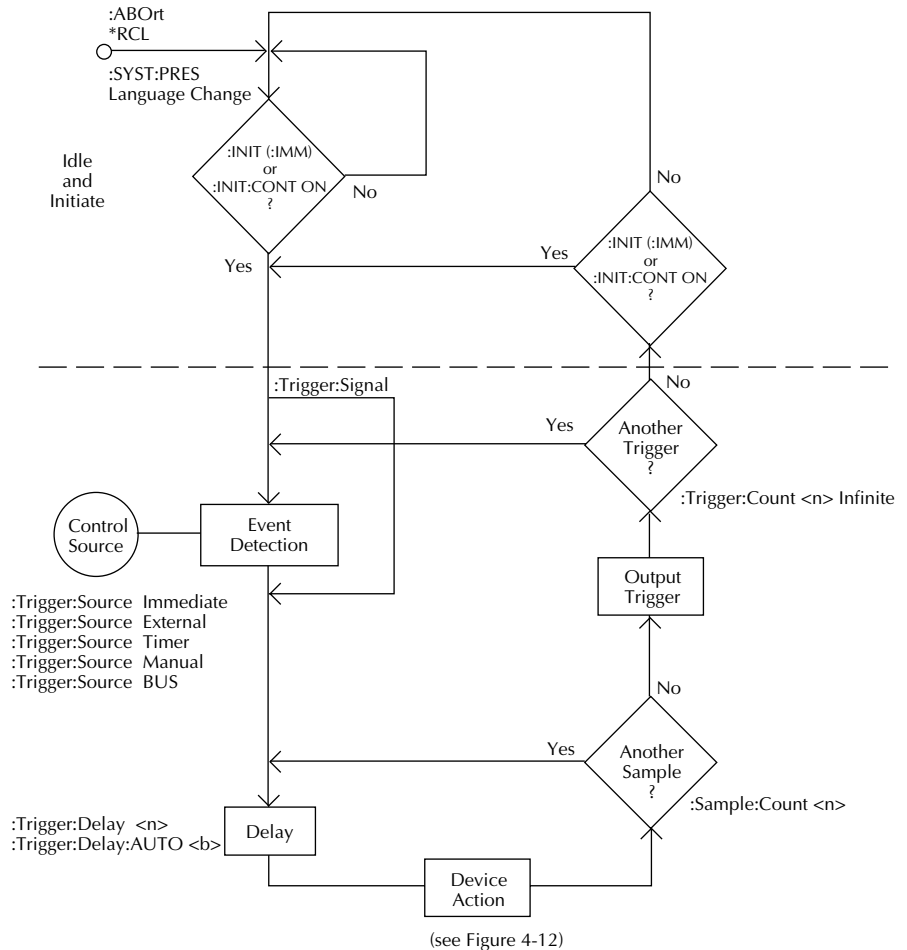 :ABOrt
*RCL
:SYST:PRES
Language Change
Idle
and
Initiate
:INIT (:IMM)
or
:INIT:CONT ON
?
No
Yes
No
:INIT (:IMM)
or
:INIT:CONT ON
?
Yes
No
:Trigger:Signal
Another
Trigger
?
Yes
:Trigger:Count <n> Infinite
Control
Source
Event
Detection
Output
Trigger
:Trigger:Source Immediate
:Trigger:Source External
:Trigger:Source Timer
:Trigger:Source Manual
:Trigger:Source BUS
No
Another
Sample
?
Yes
:Sample:Count <n>
:Trigger:Delay <n>
:Trigger:Delay:AUTO <b>
Delay
Device
Action
(see Figure 4-12)